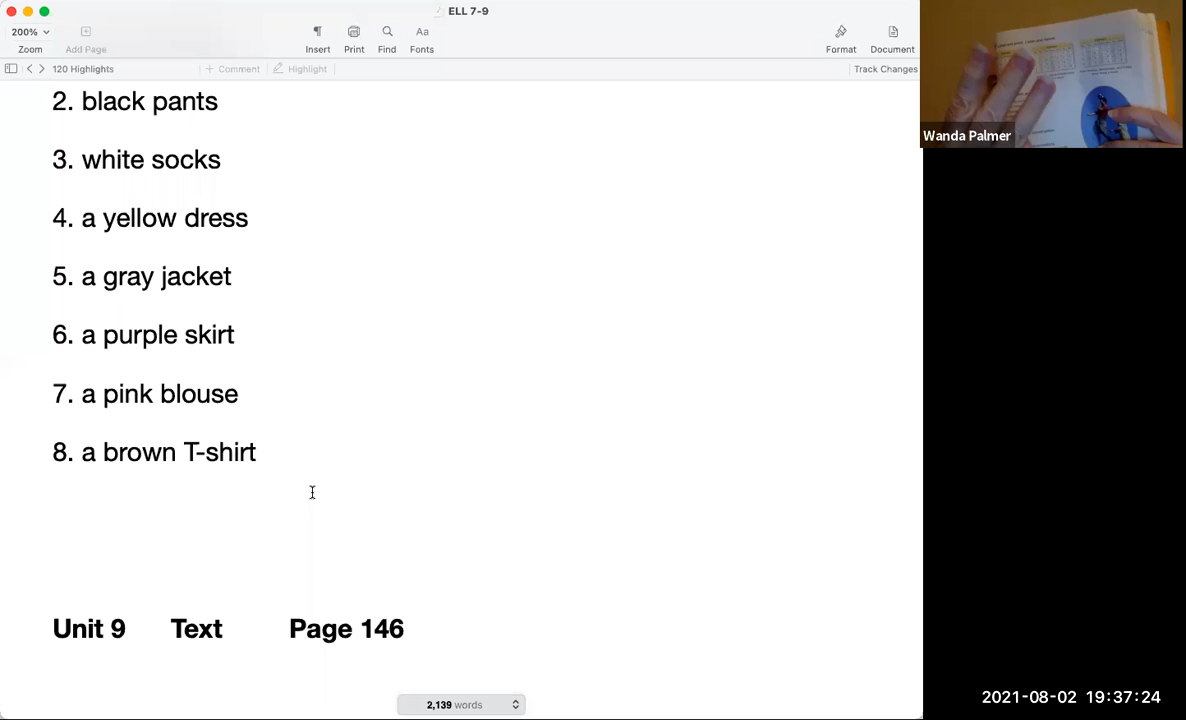 ELL 7-9
200%
Zoom
Add Page
Insert
Print
Find
Fonts
Format
Document
120 Highlights
+ Comment
Highlight
Track Changes
2. black pants
3. white socks
4. a yellow dress
5. a gray jacket
6. a purple skirt
7. a pink blouse
8. a brown T-shirt
Unit 9 Text Page 146
2,139 words
Wanda Palmer
2021-08-02 19:37:24